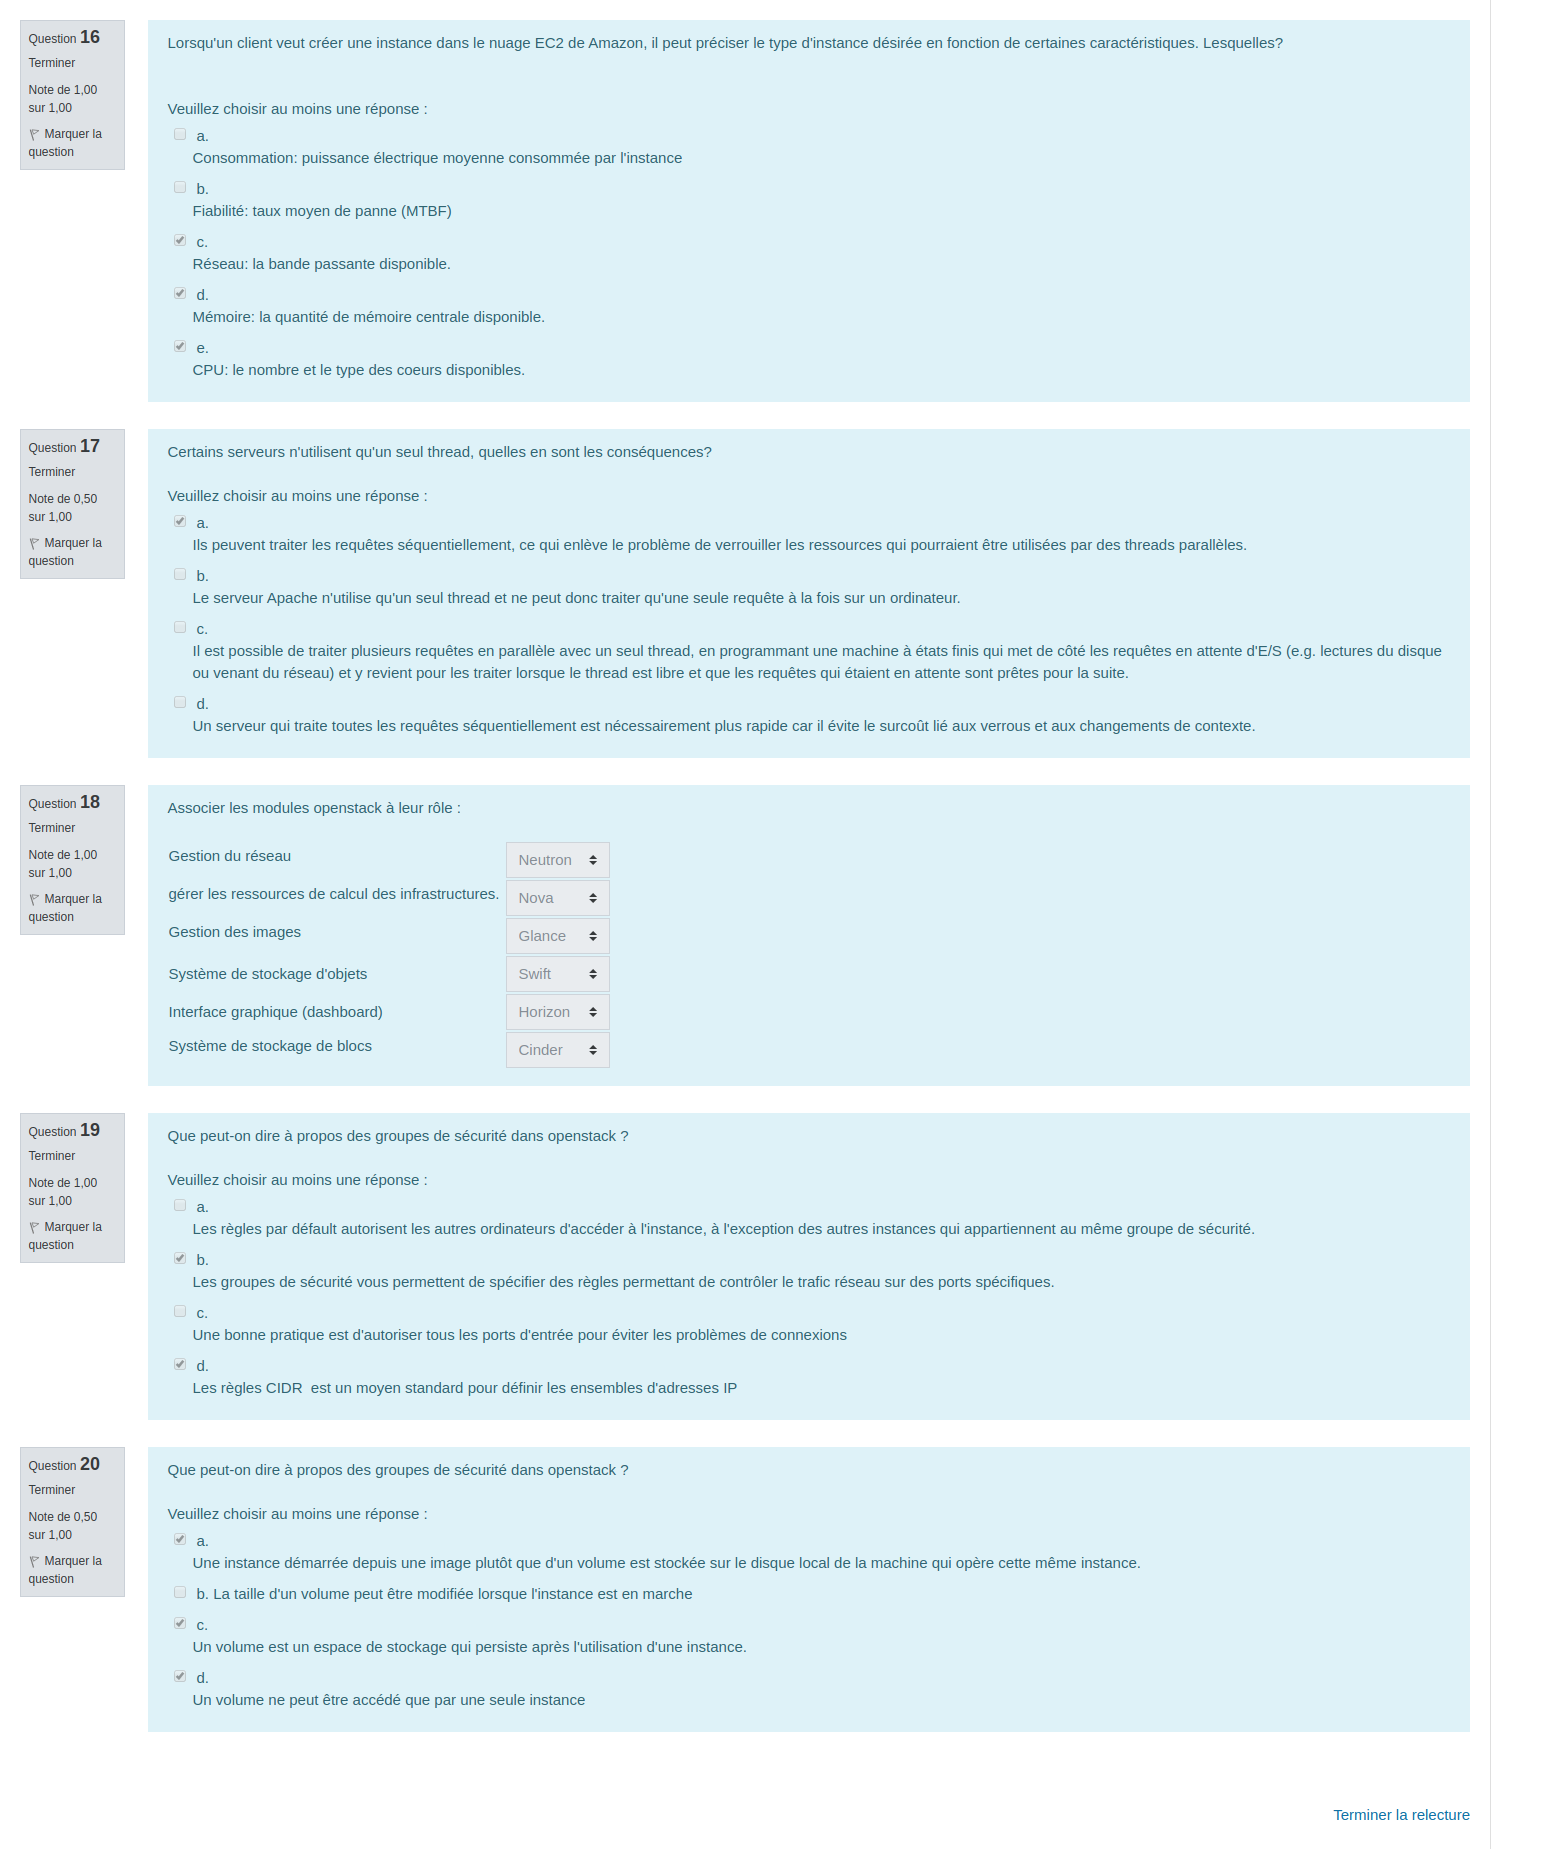 Question 16
Terminer
Note de 1,00
sur 1,00
Marquer la
question
Lorsqu'un client veut créer une instance dans le nuage EC2 de Amazon, il peut préciser le type d'instance désirée en fonction de certaines caractéristiques. Lesquelles?
Veuillez choisir au moins une réponse :
a.
Consommation: puissance électrique moyenne consommée par l'instance
b.
Fiabilité: taux moyen de panne (MTBF)
c.
Réseau: la bande passante disponible.
d.
Mémoire: la quantité de mémoire centrale disponible.
e.
CPU: le nombre et le type des coeurs disponibles.
Question 17
Terminer
Note de 0,50
sur 1,00
Marquer la
question
Certains serveurs n'utilisent qu'un seul thread, quelles en sont les conséquences?
Veuillez choisir au moins une réponse :
a.
Ils peuvent traiter les requêtes séquentiellement, ce qui enlève le problème de verrouiller les ressources qui pourraient être utilisées par des threads parallèles.
b.
Le serveur Apache n'utilise qu'un seul thread et ne peut donc traiter qu'une seule requête à la fois sur un ordinateur.
c.
Il est possible de traiter plusieurs requêtes en parallèle avec un seul thread, en programmant une machine à états finis qui met de côté les requêtes en attente d'E/S (e.g. lectures du disque
ou venant du réseau) et y revient pour les traiter lorsque le thread est libre et que les requêtes qui étaient en attente sont prêtes pour la suite.
d.
Un serveur qui traite toutes les requêtes séquentiellement est nécessairement plus rapide car il évite le surcoût lié aux verrous et aux changements de contexte.
Question 18
Terminer
Note de 1,00
sur 1,00
Marquer la
question
Associer les modules openstack à leur rôle :
Gestion du réseau Neutron
gérer les ressources de calcul des infrastructures. Nova
Gestion des images Glance
Système de stockage d'objets Swift
Interface graphique (dashboard) Horizon
Système de stockage de blocs Cinder
Question 19
Terminer
Note de 1,00
sur 1,00
Marquer la
question
Que peut-on dire à propos des groupes de sécurité dans openstack ?
Veuillez choisir au moins une réponse :
a.
Les règles par défault autorisent les autres ordinateurs d'accéder à l'instance, à l'exception des autres instances qui appartiennent au même groupe de sécurité.
b.
Les groupes de sécurité vous permettent de spécifier des règles permettant de contrôler le trafic réseau sur des ports spécifiques.
c.
Une bonne pratique est d'autoriser tous les ports d'entrée pour éviter les problèmes de connexions
d.
Les règles CIDR  est un moyen standard pour définir les ensembles d'adresses IP
Question 20
Terminer
Note de 0,50
sur 1,00
Marquer la
question
Que peut-on dire à propos des groupes de sécurité dans openstack ?
Veuillez choisir au moins une réponse :
a.
Une instance démarrée depuis une image plutôt que d'un volume est stockée sur le disque local de la machine qui opère cette même instance.
b. La taille d'un volume peut être modifiée lorsque l'instance est en marche
c.
Un volume est un espace de stockage qui persiste après l'utilisation d'une instance.
d.
Un volume ne peut être accédé que par une seule instance
Terminer la relecture